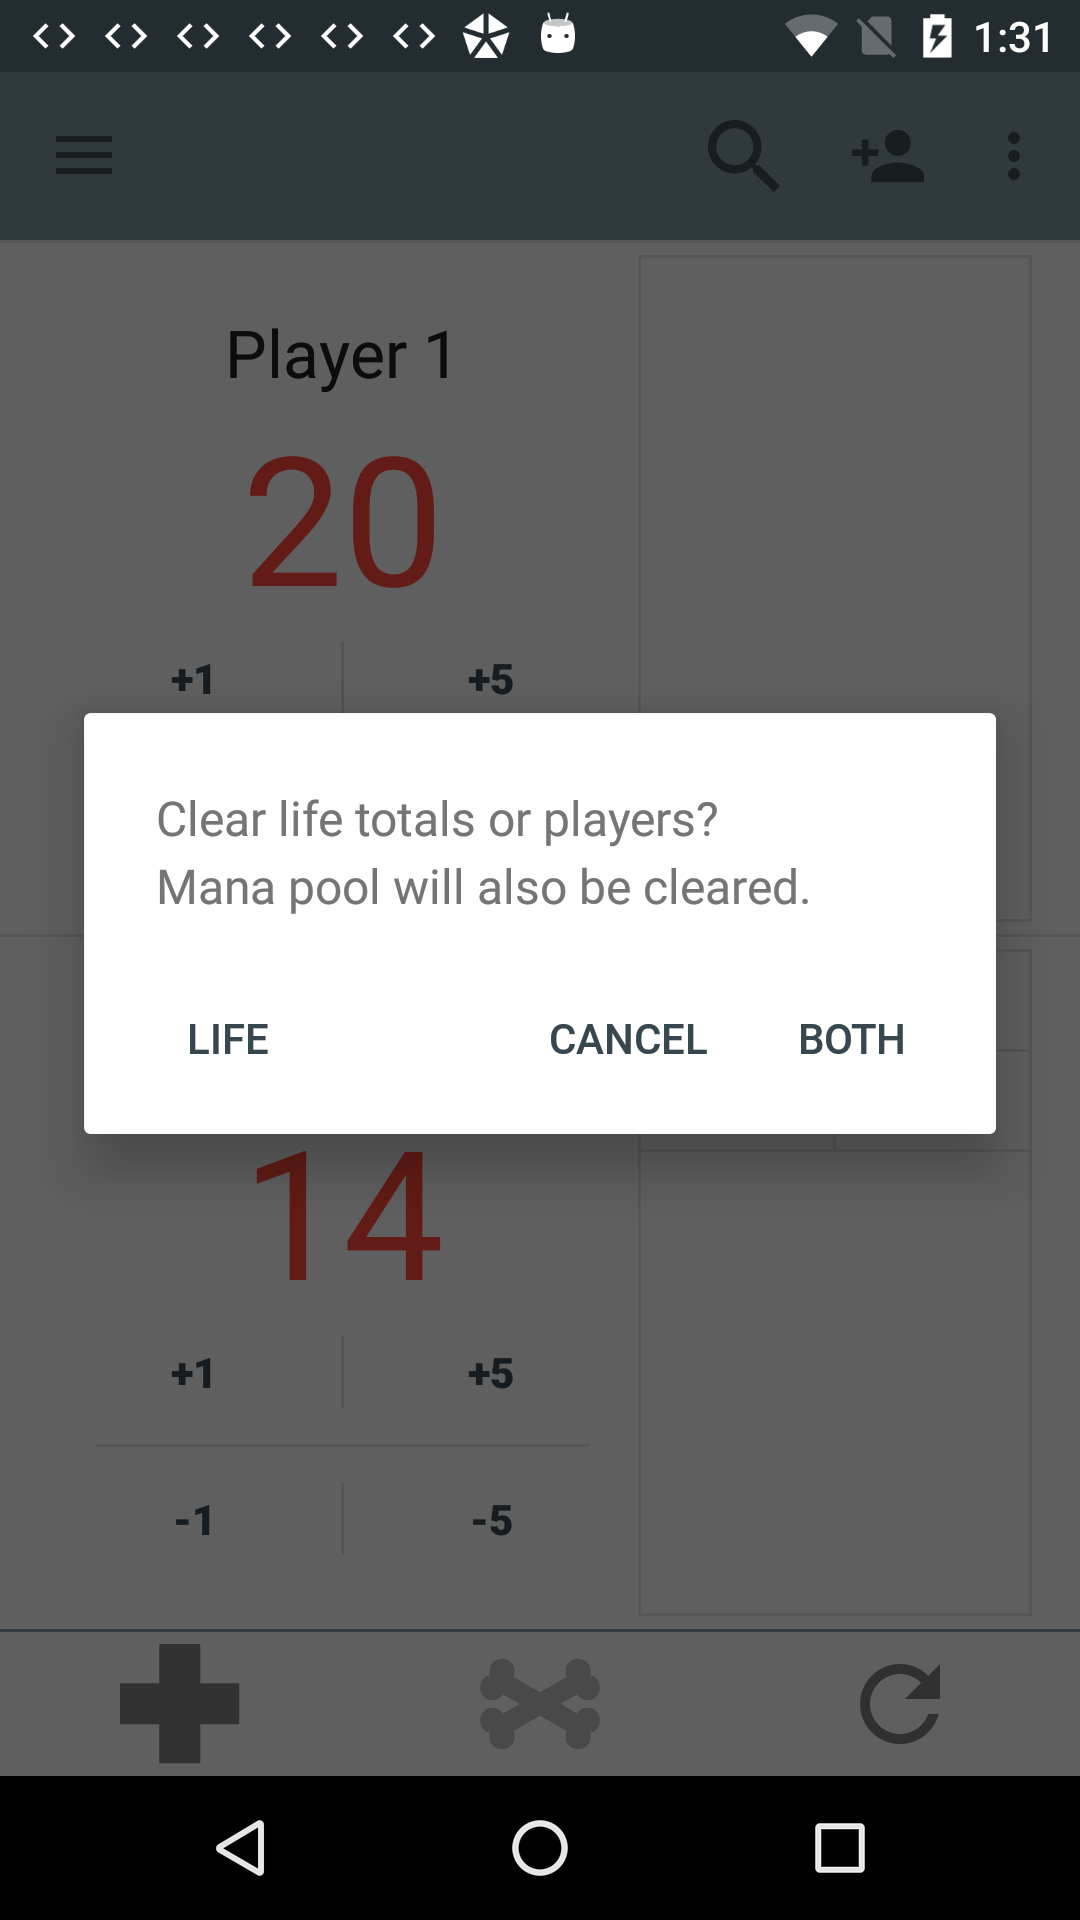 1:31
Player 1
20
+1 +5
Clear life totals or players?
Mana pool will also be cleared.
LIFE CANCEL BOTH
14
+1 +5
-1 -5